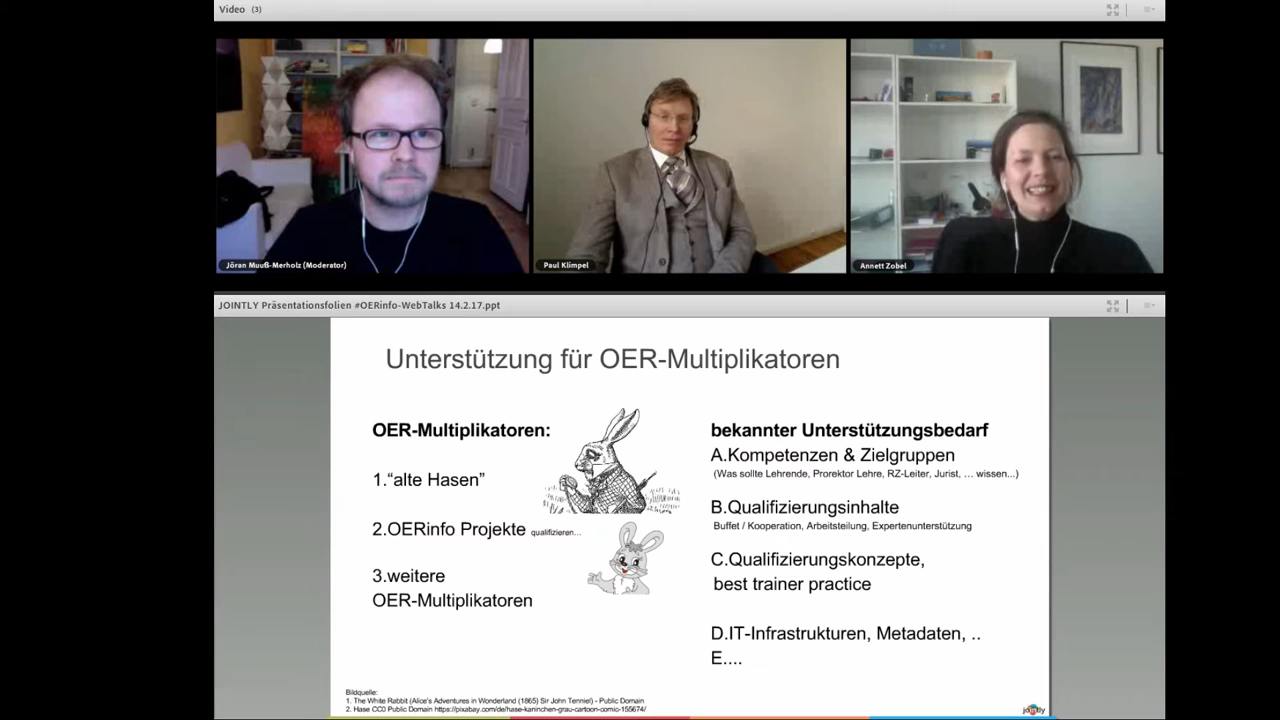 Video (3)
Jöran Muuß-Merholz (Moderator)
Paul Klimpel
Annett Zobel
JOINTLY Präsentationsfolien #OERinfo-WebTalks 14.2.17.ppt
Unterstützung für OER-Multiplikatoren
OER-Multiplikatoren:
1.“alte Hasen”
2.OERinfo Projekte qualifizieren...
3.weitere
OER-Multiplikatoren
bekannter Unterstützungsbedarf
A.Kompetenzen & Zielgruppen
(Was sollte Lehrende, Prorektor Lehre, RZ-Leiter, Jurist, … wissen...)
B.Qualifizierungsinhalte
Buffet / Kooperation, Arbeitsteilung, Expertenunterstützung
C.Qualifizierungskonzepte,
best trainer practice
D.IT-Infrastrukturen, Metadaten, ..
E....
Bildquelle:
1. The White Rabbit (Alice's Adventures in Wonderland (1865) Sir John Tenniel) - Public Domain
2. Hase CC0 Public Domain https://pixabay.com/de/hase-kaninchen-grau-cartoon-comic-155674/
jointly